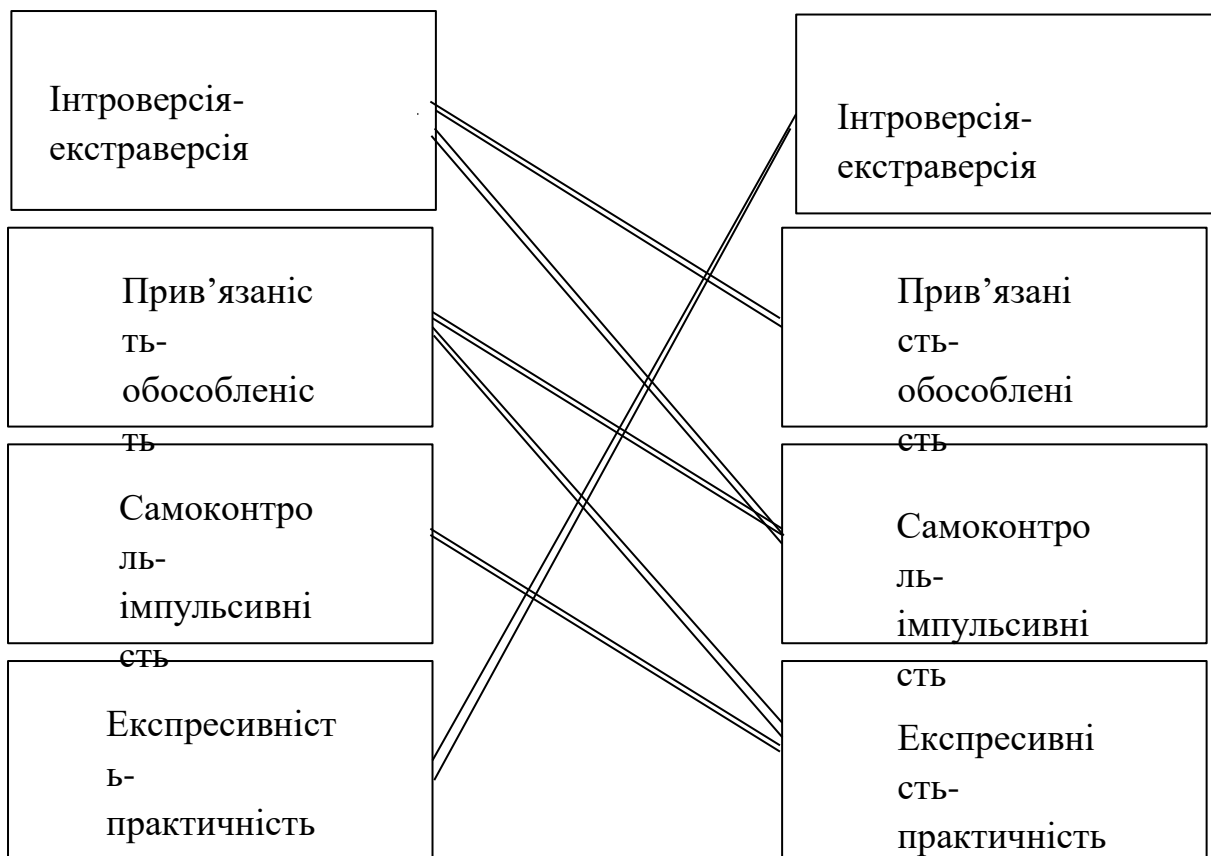 Інтроверсія-
екстраверсія
Прив’язаніс
ть-
обособленіс
ть
Самоконтро
ль-
імпульсивні
сть
Експресивніст
ь-
практичність
Інтроверсія-
екстраверсія
Прив’язані
сть-
обособлені
сть
Самоконтро
ль-
імпульсивні
сть
Експресивні
сть-
практичність